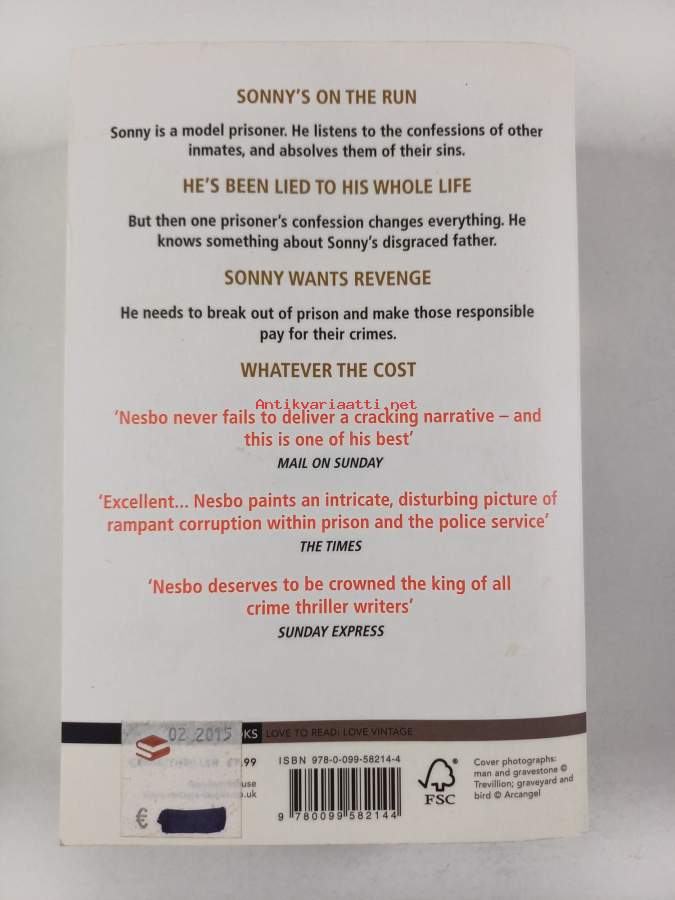 SONNY'S ON THE RUN
Sonny is a model prisoner. He listens to the confessions of other
inmates, and absolves them of their sins.
HE'S BEEN LIED TO HIS WHOLE LIFE
But then one prisoner's confession changes everything. He
knows something about Sonny's disgraced father.
SONNY WANTS REVENGE
He needs to break out of prison and make those responsible
pay for their crimes.
WHATEVER THE COST
Antikvariaatti.net
'Nesbo never fails to deliver a cracking narrative – and
this is one of his best'
MAIL ON SUNDAY
'Excellent... Nesbo paints an intricate, disturbing picture of
rampant corruption within prison and the police service'
THE TIMES
'Nesbo deserves to be crowned the king of all
crime thriller writers'
SUNDAY EXPRESS
02 2015 KS LOVE TO READ: LOVE VINTAGE
.99
€
ISBN 978-0-099-58214-4
9 780099 582144
FSC
Cover photographs:
man and gravestone ©
Trevillion; graveyard and
bird © Arcangel